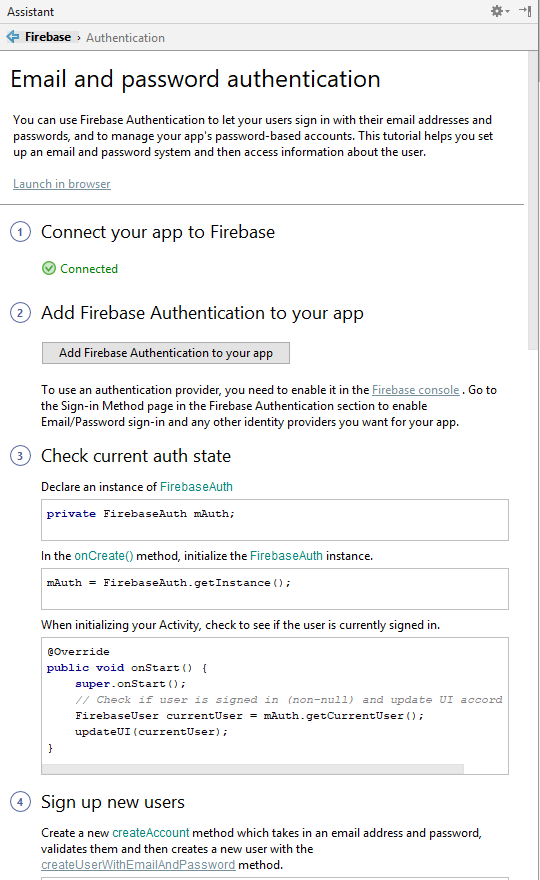 Assistant
Firebase › Authentication
Email and password authentication
You can use Firebase Authentication to let your users sign in with their email addresses and
passwords, and to manage your app's password-based accounts. This tutorial helps you set
up an email and password system and then access information about the user.
Launch in browser
1 Connect your app to Firebase
Connected
2 Add Firebase Authentication to your app
Add Firebase Authentication to your app
To use an authentication provider, you need to enable it in the Firebase console . Go to
the Sign-in Method page in the Firebase Authentication section to enable
Email/Password sign-in and any other identity providers you want for your app.
3 Check current auth state
Declare an instance of FirebaseAuth
private FirebaseAuth mAuth;
In the onCreate() method, initialize the FirebaseAuth instance.
mAuth = FirebaseAuth.getInstance();
When initializing your Activity, check to see if the user is currently signed in.
@Override
public void onStart() {
    super.onStart();
    // Check if user is signed in (non-null) and update UI accord
    FirebaseUser currentUser = mAuth.getCurrentUser();
    updateUI(currentUser);
}
4 Sign up new users
Create a new createAccount method which takes in an email address and password,
validates them and then creates a new user with the
createUserWithEmailAndPassword method.